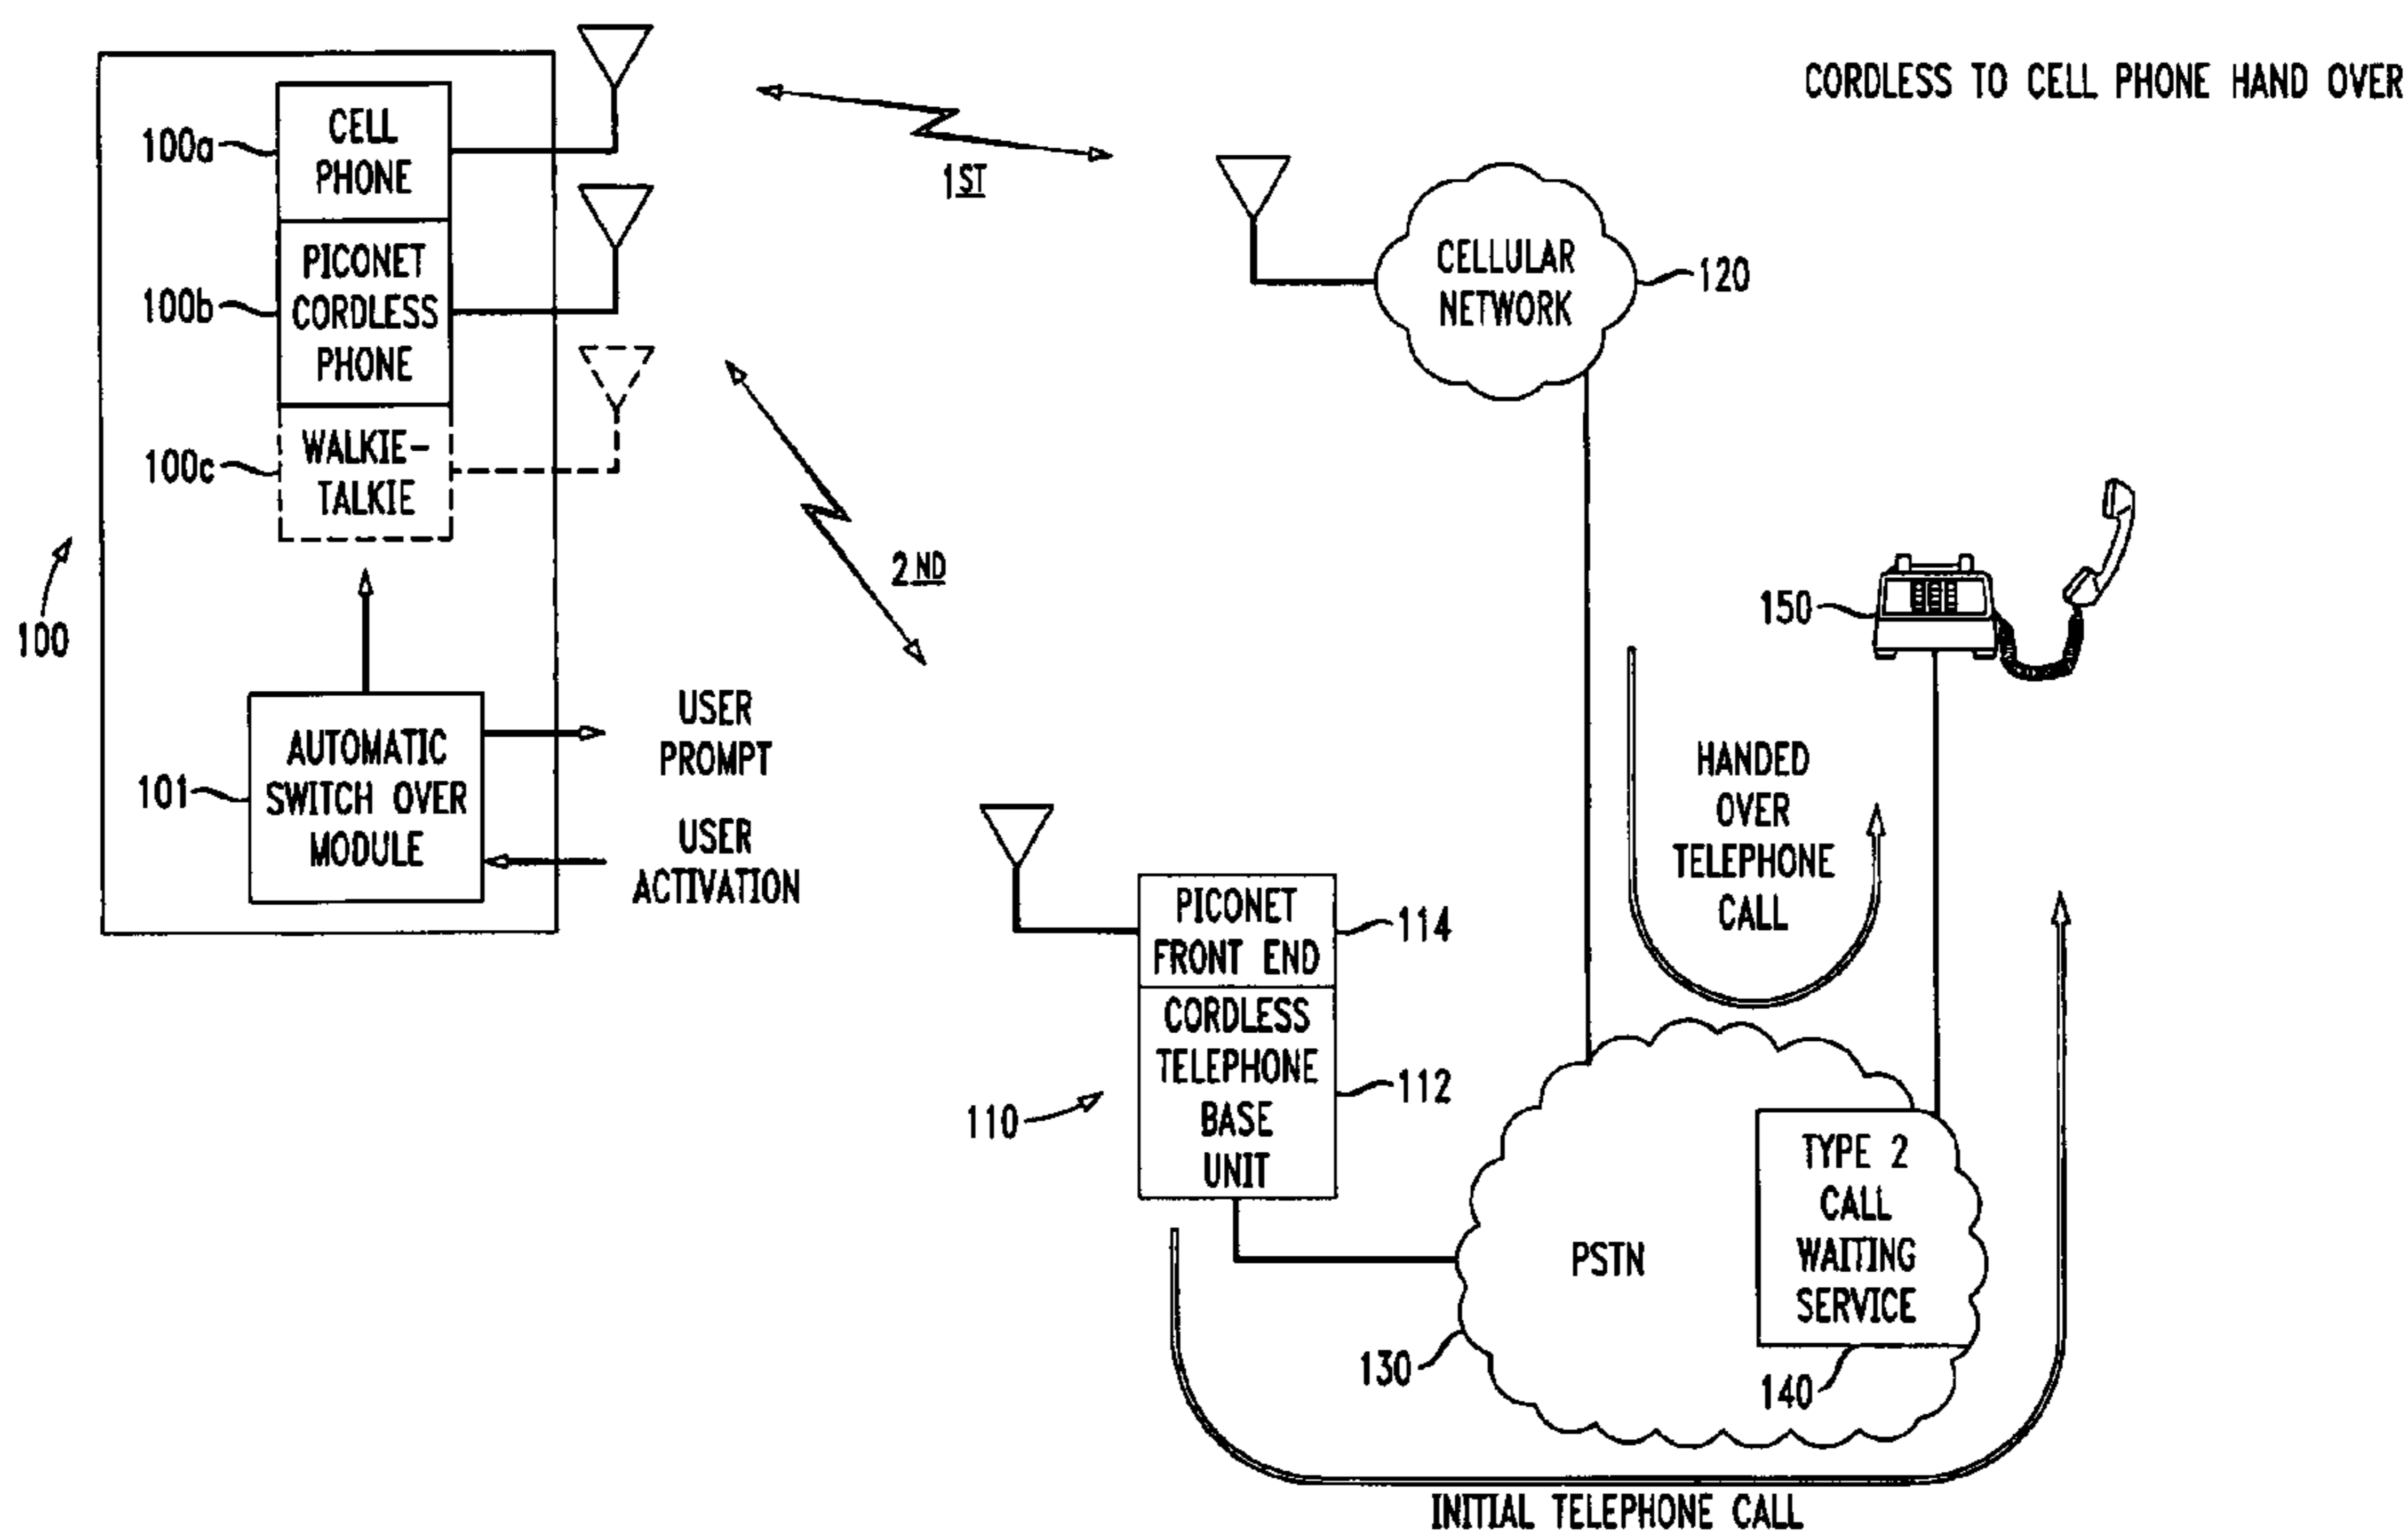 CORDLESS TO CELL PHONE HAND OVER
100a
CELL
PHONE
100b
PICONET
CORDLESS
PHONE
100c
WALKIE-
TALKIE
100
101
AUTOMATIC
SWITCH OVER
MODULE
USER
PROMPT
USER
ACTIVATION
1ST
2ND
CELLULAR
NETWORK
120
150
HANDED
OVER
TELEPHONE
CALL
PICONET
FRONT END
114
CORDLESS
TELEPHONE
BASE
UNIT
112
110
PSTN
130
TYPE 2
CALL
WAITING
SERVICE
140
INITIAL TELEPHONE CALL